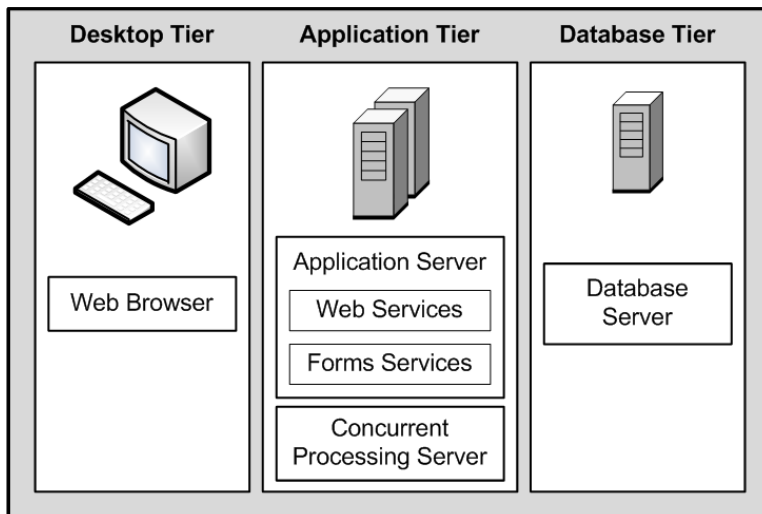 Desktop Tier
Application Tier
Database Tier
Web Browser
Application Server
Web Services
Forms Services
Concurrent
Processing Server
Database
Server